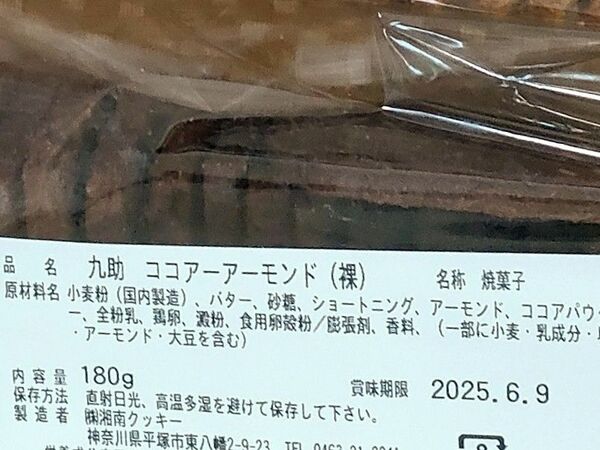 品名 九助 ココアーアーモンド（裸） 名称 焼菓子
原材料名 小麦粉（国内製造）、バター、砂糖、ショートニング、アーモンド、ココアパウ
ー、全粉乳、鶏卵、澱粉、食用卵殻粉／膨張剤、香料、（一部に小麦・乳成分・
・アーモンド・大豆を含む）
内容量 180g 賞味期限 2025.6.9
保存方法 直射日光、高温多湿を避けて保存して下さい。
製造者 ㈱湘南クッキー
神奈川県平塚市東八幡2-9-23 TEL 0463-21-